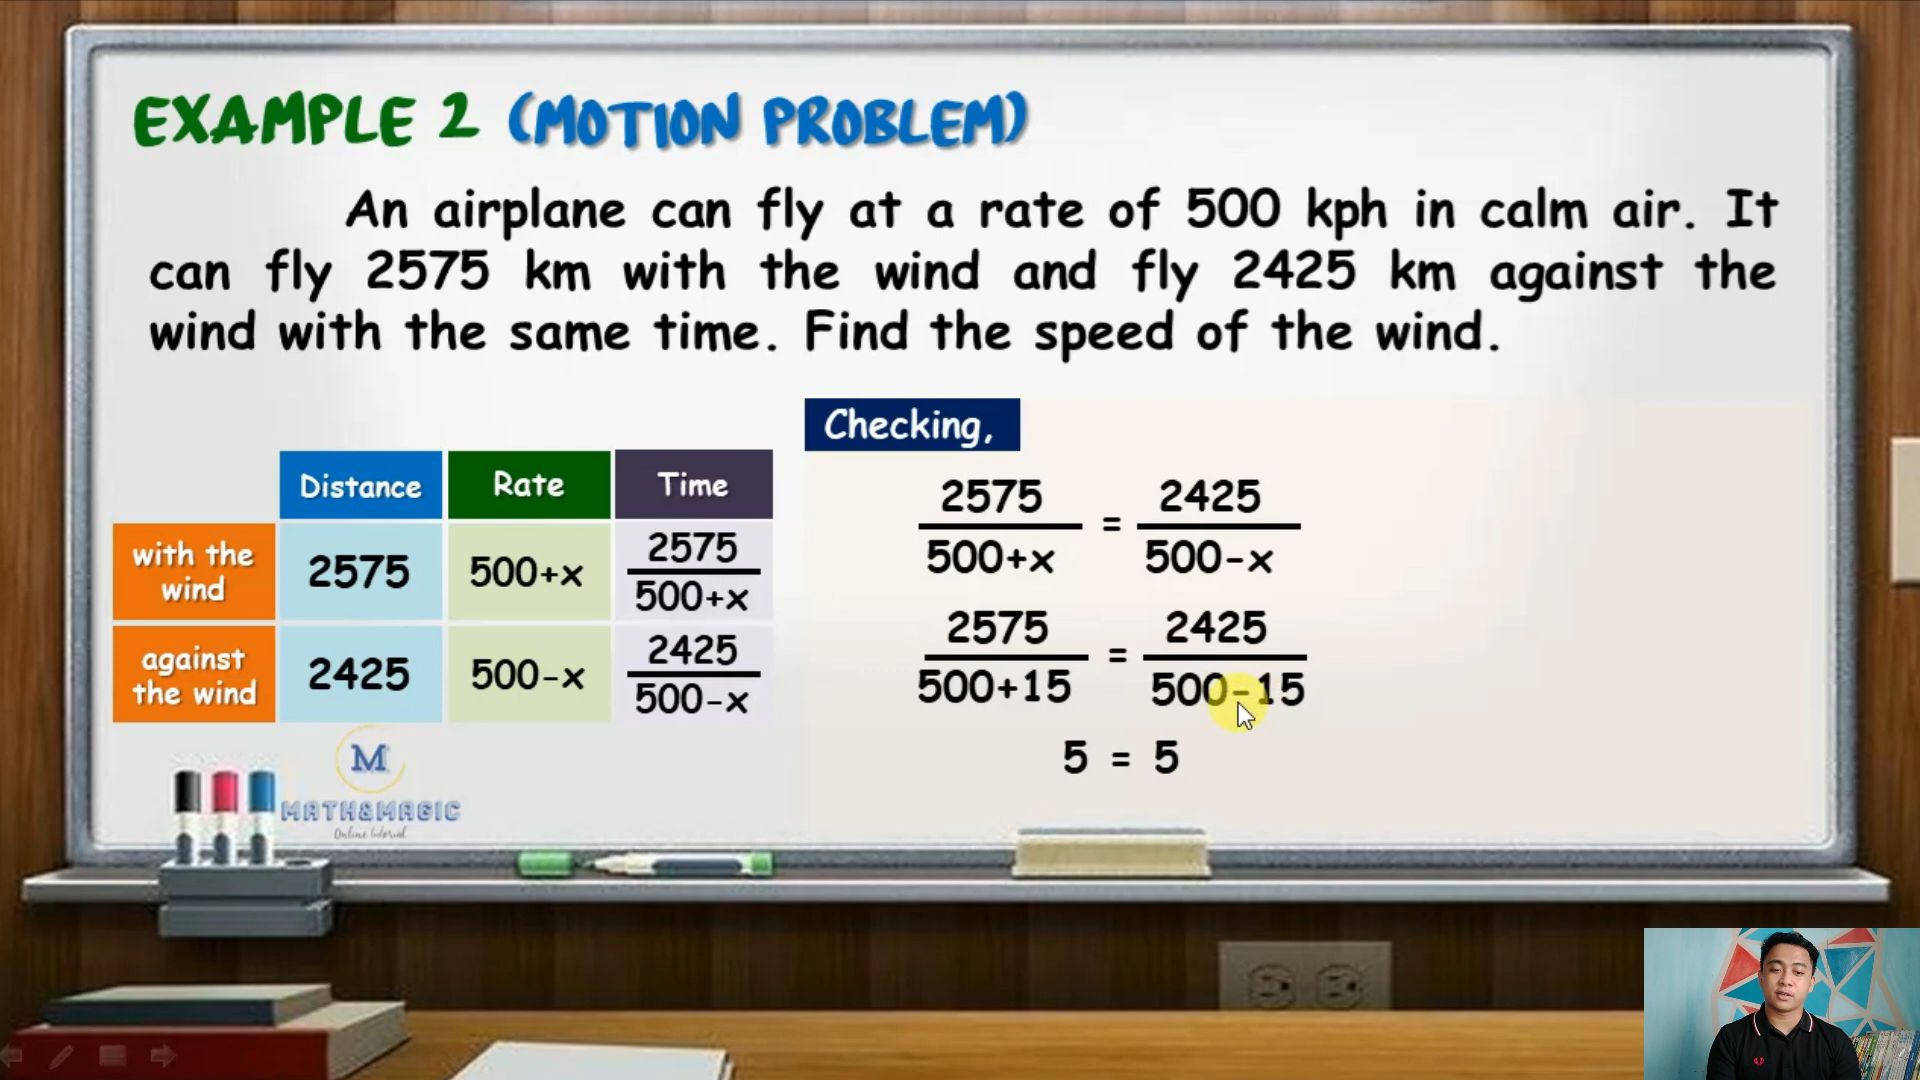 EXAMPLE 2 (MOTION PROBLEM)
An airplane can fly at a rate of 500 kph in calm air. It
can fly 2575 km with the wind and fly 2425 km against the
wind with the same time. Find the speed of the wind.
Checking,
Distance Rate Time
with the wind 2575 500+x 2575/500+x
against the wind 2425 500-x 2425/500-x
2575/500+x = 2425/500-x
2575/500+15 = 2425/500-15
5 = 5
M
MATH&MAGIC
Online Tutorial